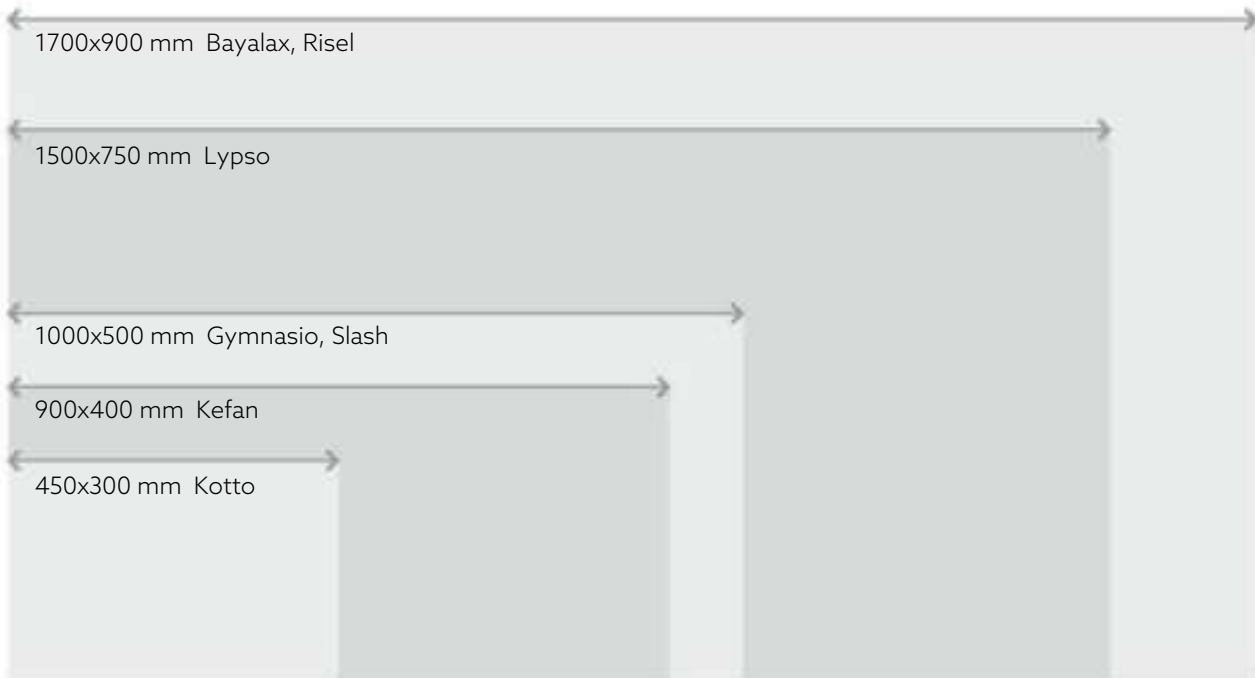 1700x900 mm Bayalax, Risel
1500x750 mm Lypso
1000x500 mm Gymnasio, Slash
900x400 mm Kefan
450x300 mm Kotto